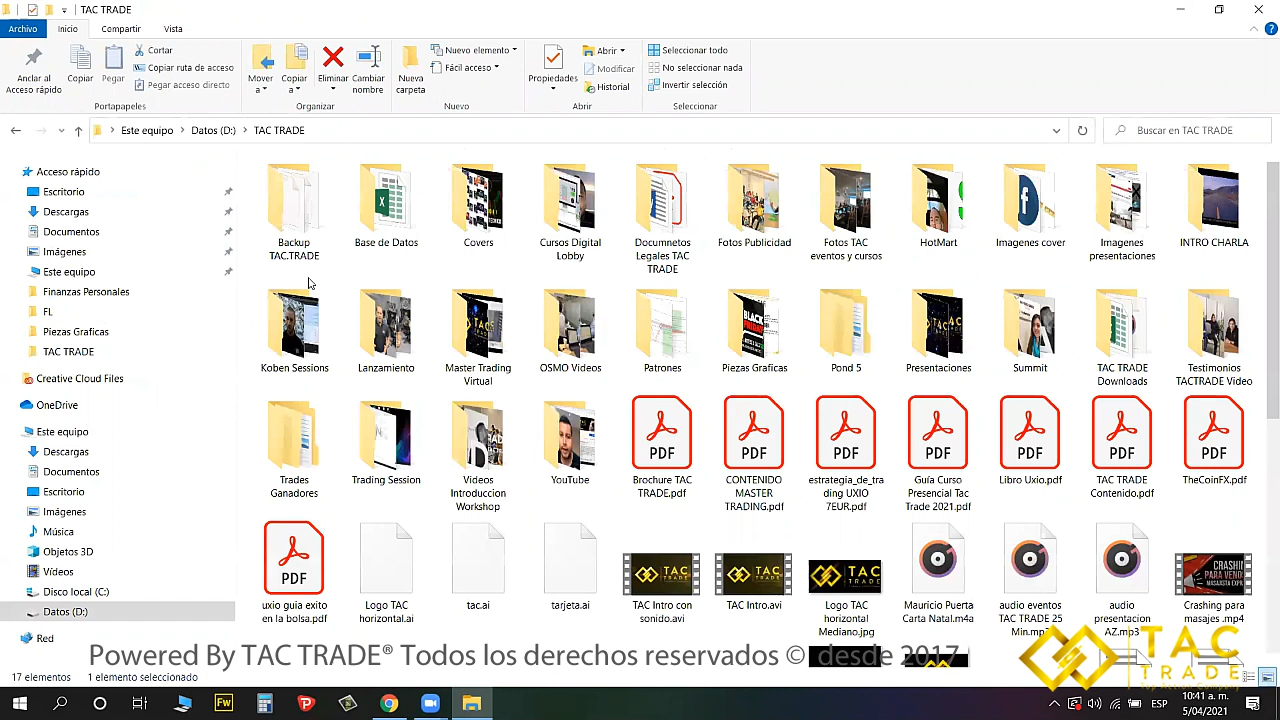 TAC TRADE
Archivo Inicio Compartir Vista
Anclar al Acceso rápido
Copiar
Pegar
Cortar
Copiar ruta de acceso
Pegar acceso directo
Mover a
Copiar a
Eliminar
Cambiar nombre
Nueva carpeta
Nuevo elemento
Fácil acceso
Propiedades
Abrir
Modificar
Historial
Seleccionar todo
No seleccionar nada
Invertir selección
Portapapeles Organizar Nuevo Abrir Seleccionar
Este equipo > Datos (D:) > TAC TRADE
Buscar en TAC TRADE
Acceso rápido
Escritorio
Descargas
Documentos
Imágenes
Este equipo
Finanzas Personales
FL
Piezas Graficas
TAC TRADE
Creative Cloud Files
OneDrive
Este equipo
Descargas
Documentos
Escritorio
Imágenes
Música
Objetos 3D
Vídeos
Disco local (C:)
Datos (D:)
Red
Backup TAC.TRADE
Base de Datos
Covers
Cursos Digital Lobby
Documnetos Legales TAC TRADE
Fotos Publicidad
Fotos TAC eventos y cursos
HotMart
Imagenes cover
Imagenes presentaciones
INTRO CHARLA
Koben Sessions
Lanzamiento
Master Trading Virtual
OSMO Videos
Patrones
Piezas Graficas
Pond 5
Presentaciones
Summit
TAC TRADE Downloads
Testimonios TACTRADE Video
Trades Ganadores
Trading Session
Videos Introduccion Workshop
YouTube
PDF
Brochure TAC TRADE.pdf
PDF
CONTENIDO MASTER TRADING.pdf
PDF
estrategia_de_trading UXIO 7EUR.pdf
PDF
Guía Curso Presencial Tac Trade 2021.pdf
PDF
Libro Uxio.pdf
PDF
TAC TRADE Contenido.pdf
PDF
TheCoinFX.pdf
PDF
uxio guia exito en la bolsa.pdf
Logo TAC horizontal.ai
tac.ai
tarjeta.ai
TAC Intro con sonido.avi
TAC Intro.avi
Logo TAC horizontal Mediano.jpg
Mauricio Puerta Carta Natal.m4a
audio eventos TAC TRADE 25 Min.mp3
audio presentacion AZ.mp3
Crashing para masajes .mp4
Powered By TAC TRADE® Todos los derechos reservados © desde 2017
TAC
TRADE
Top Action Company
17 elementos 1 elemento seleccionado
Fw
ESP
10:41 a. m.
5/04/2021